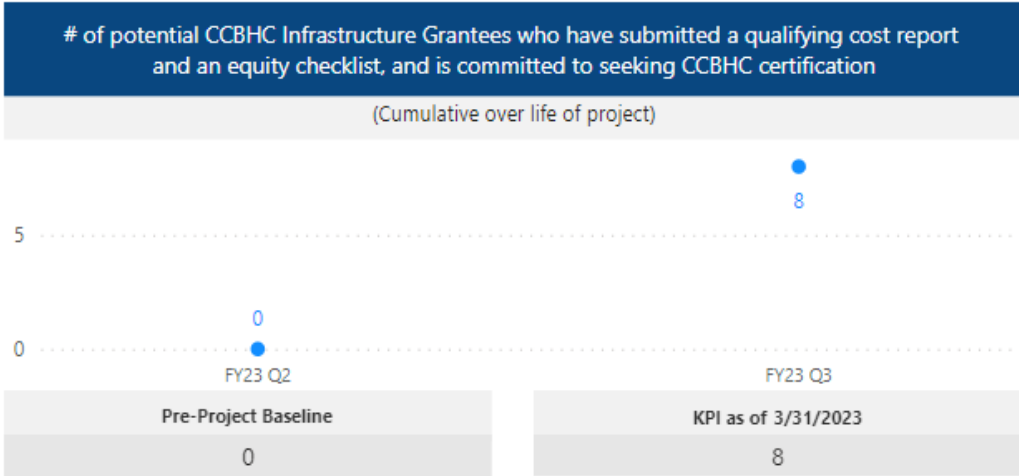 # of potential CCBHC Infrastructure Grantees who have submitted a qualifying cost report
and an equity checklist, and is committed to seeking CCBHC certification
(Cumulative over life of project)
8
5
0
0
FY23 Q2
FY23 Q3
Pre-Project Baseline
KPI as of 3/31/2023
0
8